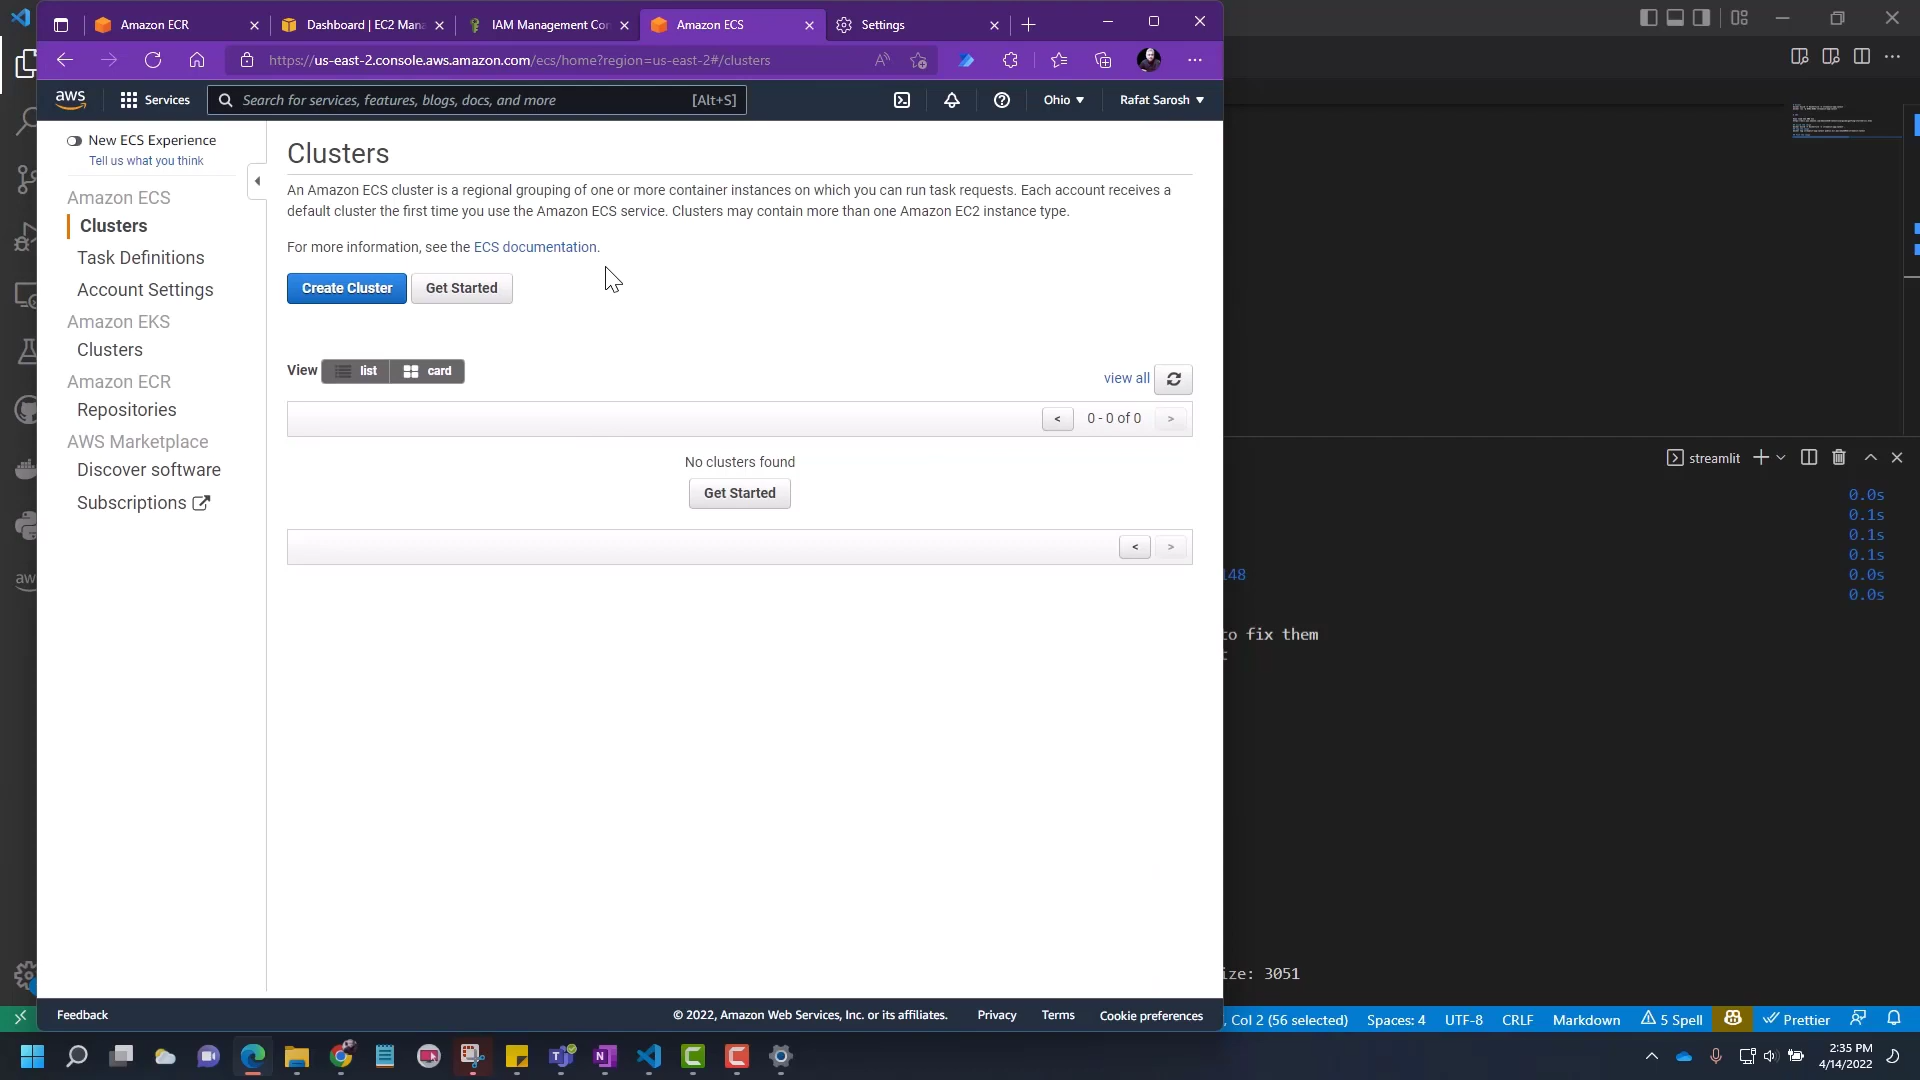 Amazon ECR
Dashboard | EC2 Man
IAM Management Con
Amazon ECS
Settings
https://us-east-2.console.aws.amazon.com/ecs/home?region=us-east-2#/clusters
aws
Services
Search for services, features, blogs, docs, and more
[Alt+S]
Ohio
Rafat Sarosh
New ECS Experience
Tell us what you think
Amazon ECS
Clusters
Task Definitions
Account Settings
Amazon EKS
Clusters
Amazon ECR
Repositories
AWS Marketplace
Discover software
Subscriptions
Clusters
An Amazon ECS cluster is a regional grouping of one or more container instances on which you can run task requests. Each account receives a
default cluster the first time you use the Amazon ECS service. Clusters may contain more than one Amazon EC2 instance type.
For more information, see the ECS documentation.
Create Cluster
Get Started
View
list
card
view all
<
0 - 0 of 0
>
No clusters found
Get Started
<
>
Feedback
© 2022, Amazon Web Services, Inc. or its affiliates.
Privacy
Terms
Cookie preferences
streamlit
0.0s
0.1s
0.1s
0.1s
148
0.0s
0.0s
to fix them
ize: 3051
Col 2 (56 selected)
Spaces: 4
UTF-8
CRLF
Markdown
5 Spell
Prettier
2:35 PM
4/14/2022